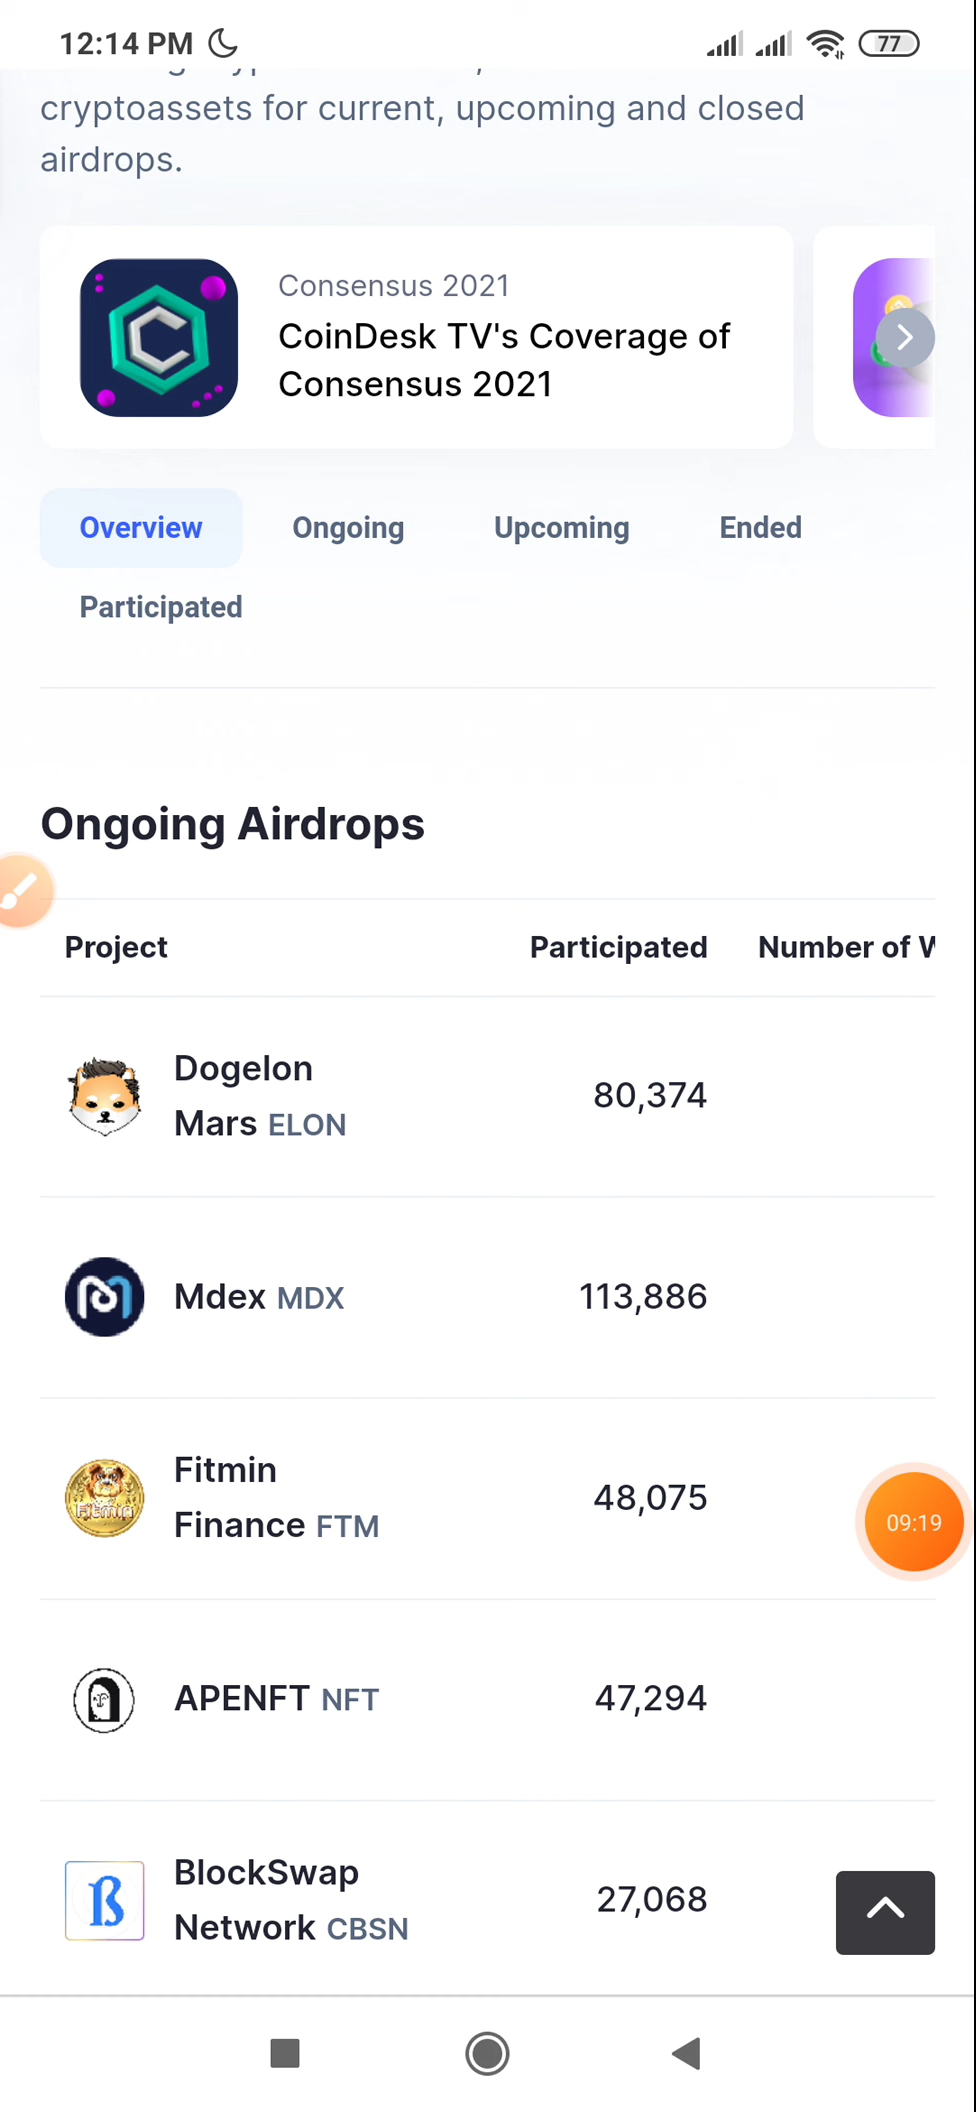 12:14 PM
77
cryptoassets for current, upcoming and closed
airdrops.
Consensus 2021
CoinDesk TV's Coverage of
Consensus 2021
Overview Ongoing Upcoming Ended
Participated
Ongoing Airdrops
Project Participated Number of
Dogelon
Mars ELON
80,374
Mdex MDX 113,886
Fitmin
Finance FTM
48,075
09:19
APENFT NFT 47,294
BlockSwap
Network CBSN
27,068